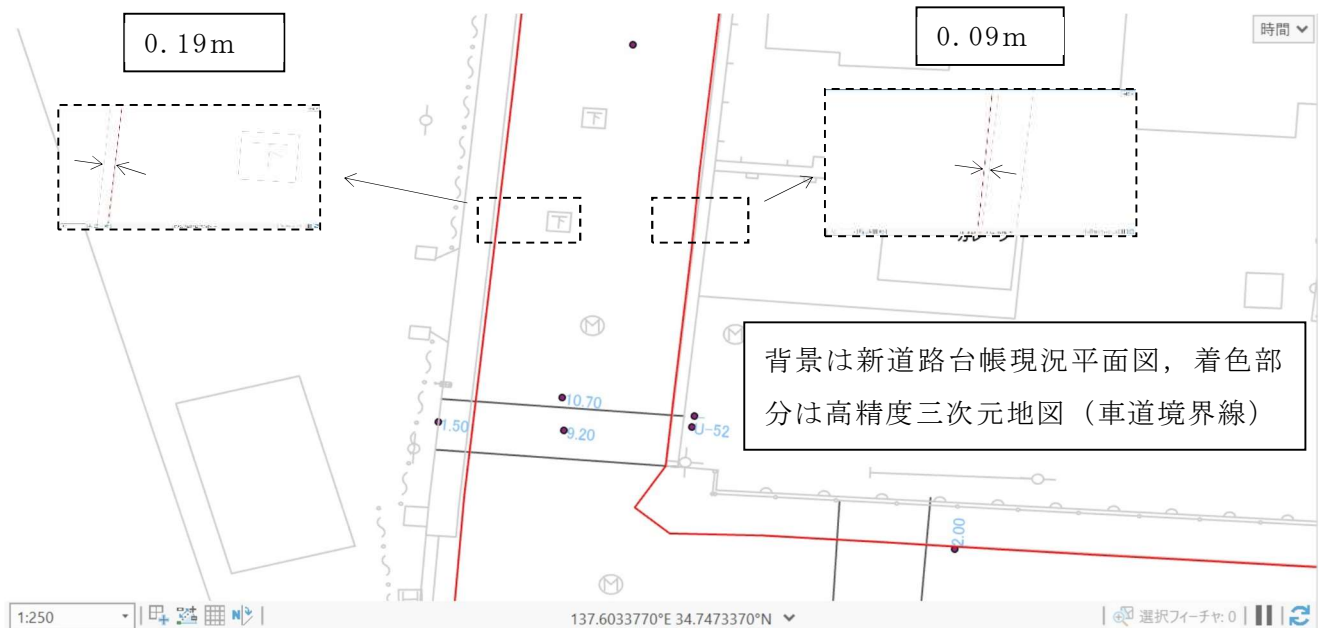 0.19m
0.09m
時間
下
下
下
Ⓜ
Ⓜ
背景は新道路台帳現況平面図，着色部
分は高精度三次元地図（車道境界線）
10.70
1.50
9.20
U-52
2.00
Ⓜ
1:250
N
137.6033770°E 34.7473370°N
選択フィーチャ: 0